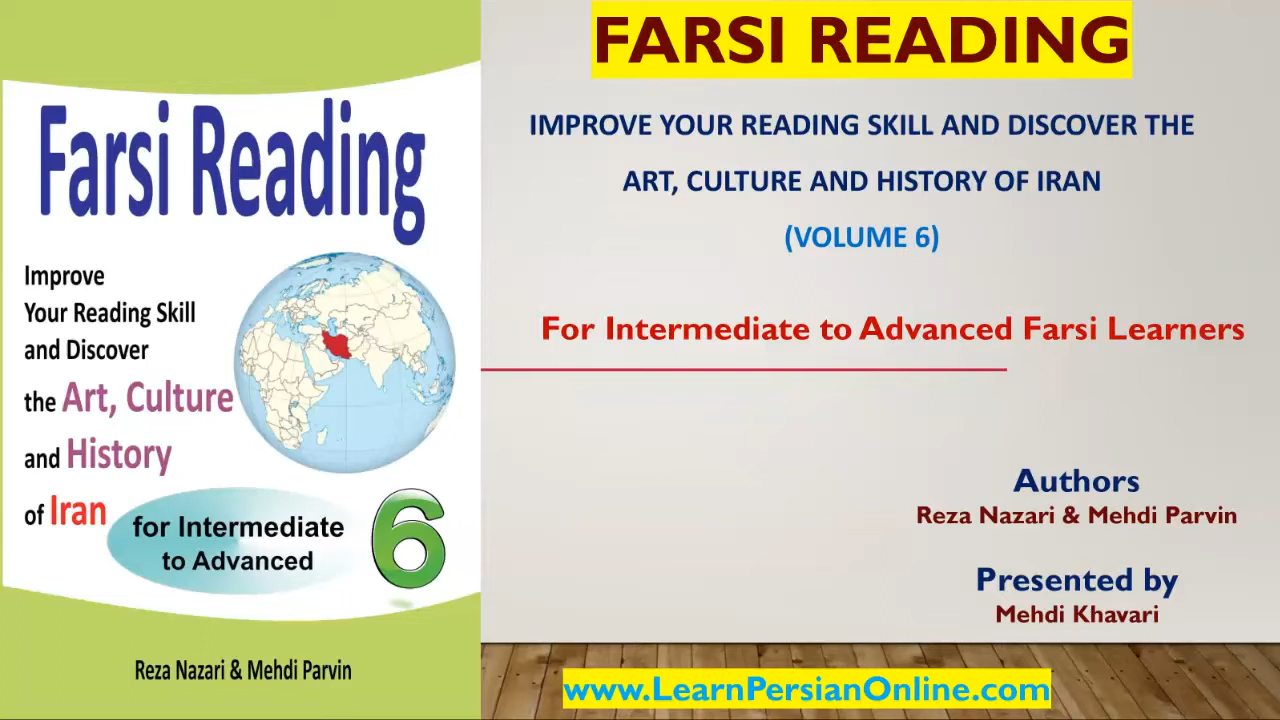 Farsi Reading
Improve
Your Reading Skill
and Discover
the Art, Culture
and History
of Iran
for Intermediate
to Advanced
6
Reza Nazari & Mehdi Parvin
FARSI READING
IMPROVE YOUR READING SKILL AND DISCOVER THE
ART, CULTURE AND HISTORY OF IRAN
(VOLUME 6)
For Intermediate to Advanced Farsi Learners
Authors
Reza Nazari & Mehdi Parvin
Presented by
Mehdi Khavari
www.LearnPersianOnline.com